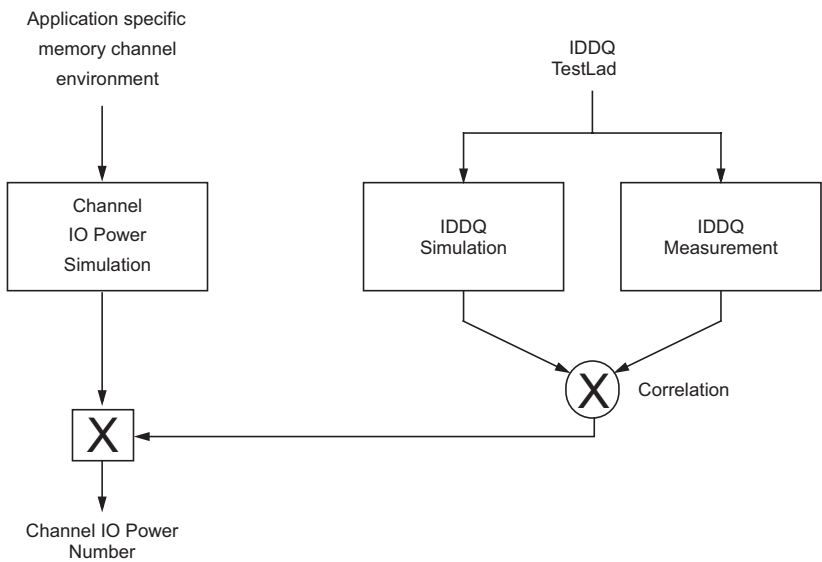 Application specific
memory channel
environment
IDDQ
TestLad
Channel
IO Power
Simulation
IDDQ
Simulation
IDDQ
Measurement
X
Correlation
X
Channel IO Power
Number